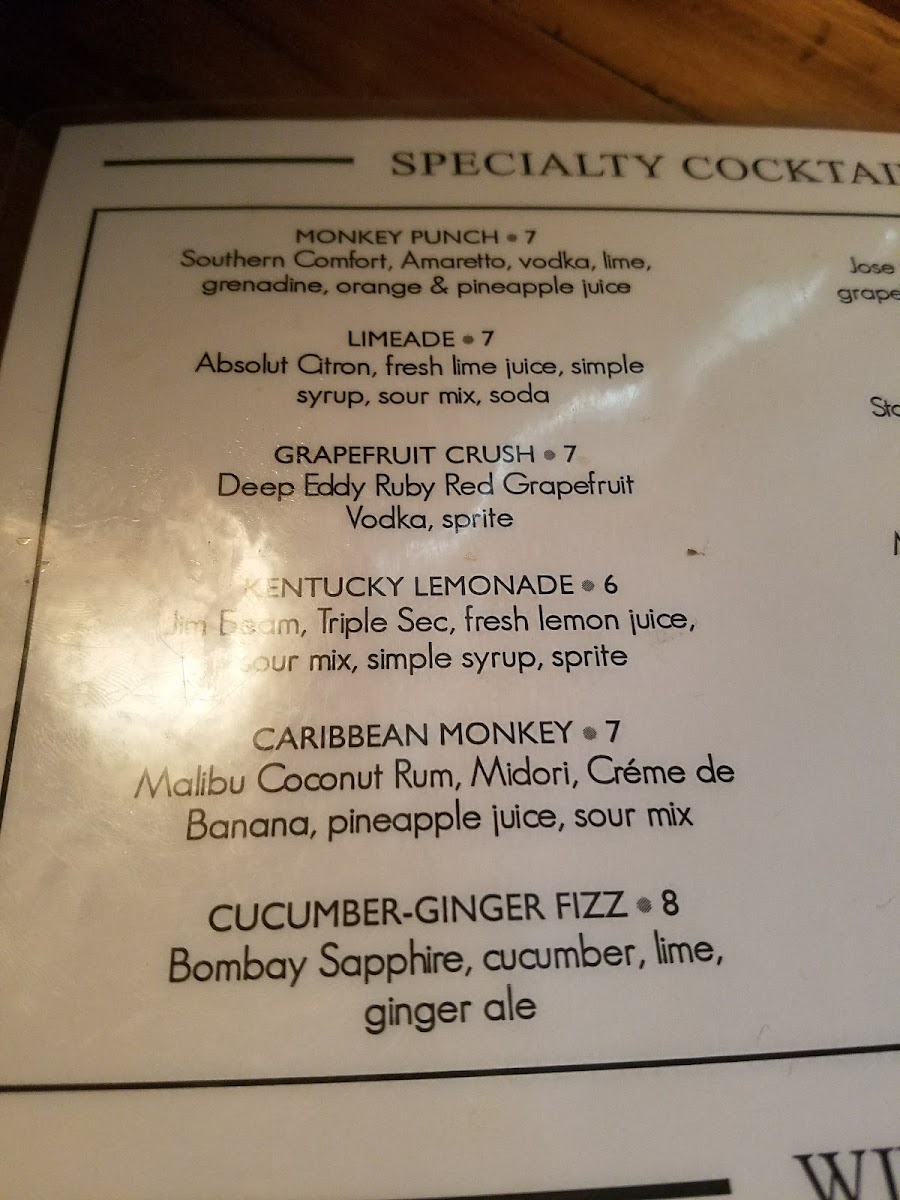 SPECIALTY COCKTAI
MONKEY PUNCH • 7
Southern Comfort, Amaretto, vodka, lime,
grenadine, orange & pineapple juice
LIMEADE • 7
Absolut Citron, fresh lime juice, simple
syrup, sour mix, soda
GRAPEFRUIT CRUSH • 7
Deep Eddy Ruby Red Grapefruit
Vodka, sprite
KENTUCKY LEMONADE • 6
Jim Beam, Triple Sec, fresh lemon juice,
sour mix, simple syrup, sprite
CARIBBEAN MONKEY • 7
Malibu Coconut Rum, Midori, Créme de
Banana, pineapple juice, sour mix
CUCUMBER-GINGER FIZZ • 8
Bombay Sapphire, cucumber, lime,
ginger ale
Jose
grape